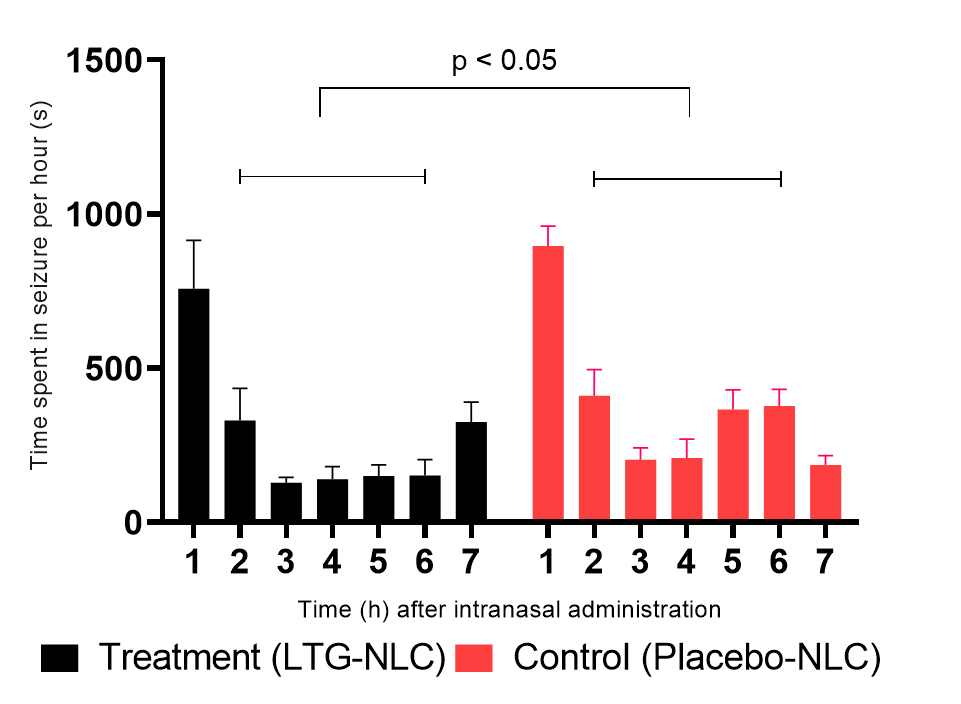 p < 0.05
Time spent in seizure per hour (s)
1500
1000
500
0
1 2 3 4 5 6 7 1 2 3 4 5 6 7
Time (h) after intranasal administration
Treatment (LTG-NLC) Control (Placebo-NLC)